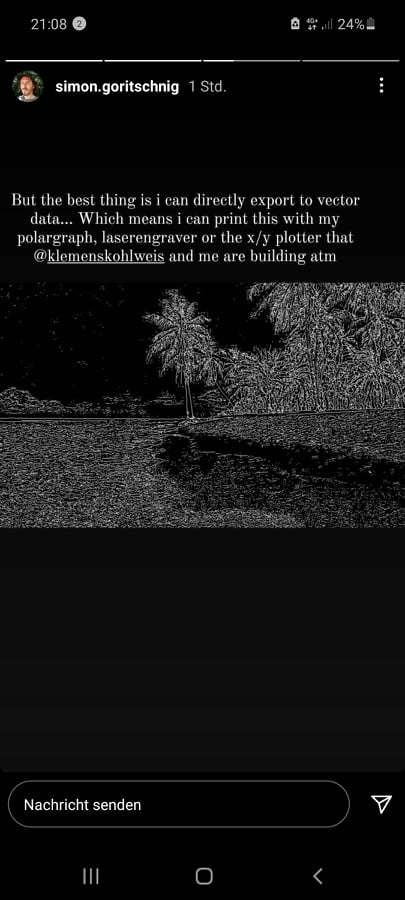 21:08 2 4G+ 24%
simon.goritschnig 1 Std.
But the best thing is i can directly export to vector
data... Which means i can print this with my
polargraph, laserengraver or the x/y plotter that
@klemenskohlweis and me are building atm
Nachricht senden